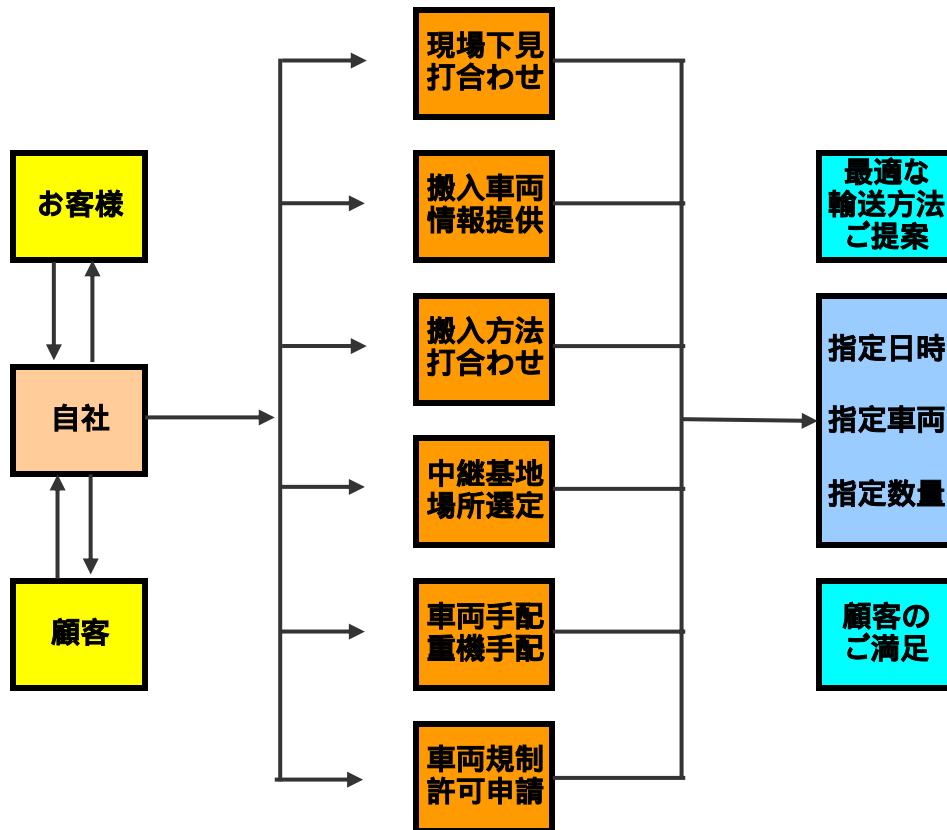 お客様
自社
顧客
現場下見
打合わせ
搬入車両
情報提供
搬入方法
打合わせ
中継基地
場所選定
車両手配
重機手配
車両規制
許可申請
最適な
輸送方法
ご提案
指定日時
指定車両
指定数量
顧客の
ご満足